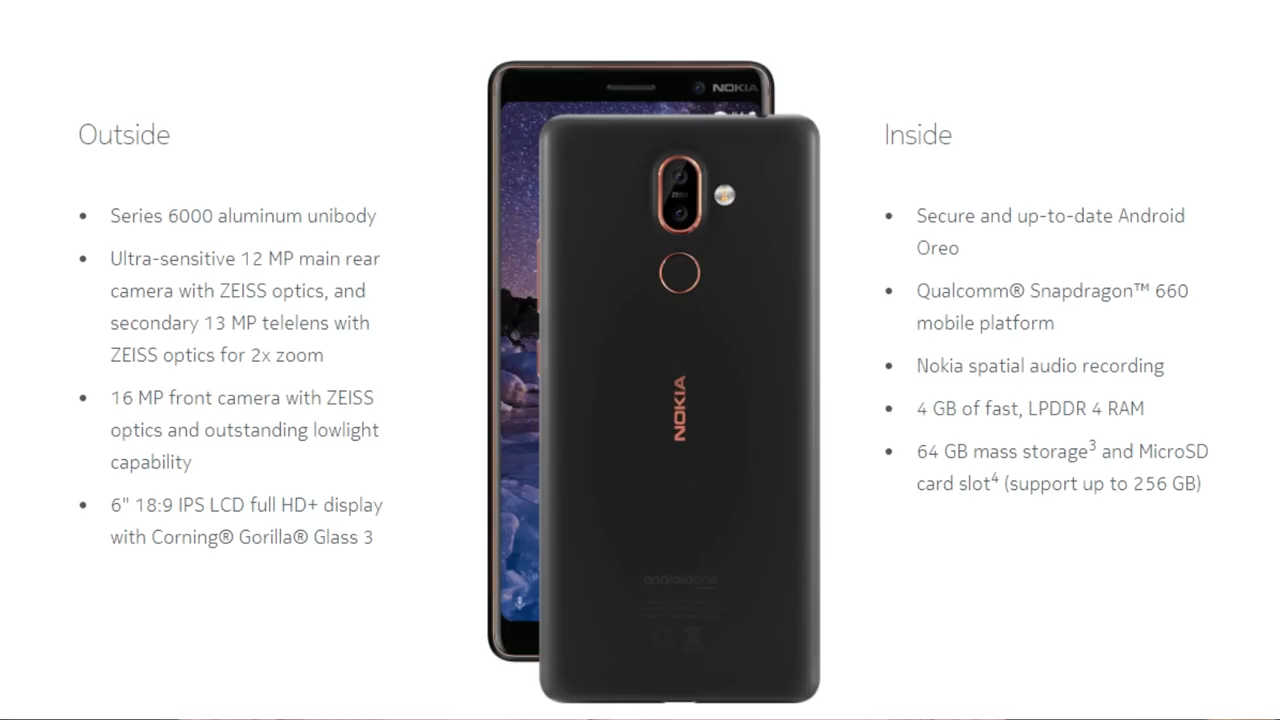 Outside
• Series 6000 aluminum unibody
• Ultra-sensitive 12 MP main rear
camera with ZEISS optics, and
secondary 13 MP telelens with
ZEISS optics for 2x zoom
• 16 MP front camera with ZEISS
optics and outstanding lowlight
capability
• 6" 18:9 IPS LCD full HD+ display
with Corning® Gorilla® Glass 3
NOKIA
ZEISS
NOKIA
androidone
Inside
• Secure and up-to-date Android
Oreo
• Qualcomm® Snapdragon™ 660
mobile platform
• Nokia spatial audio recording
• 4 GB of fast, LPDDR 4 RAM
• 64 GB mass storage³ and MicroSD
card slot⁴ (support up to 256 GB)